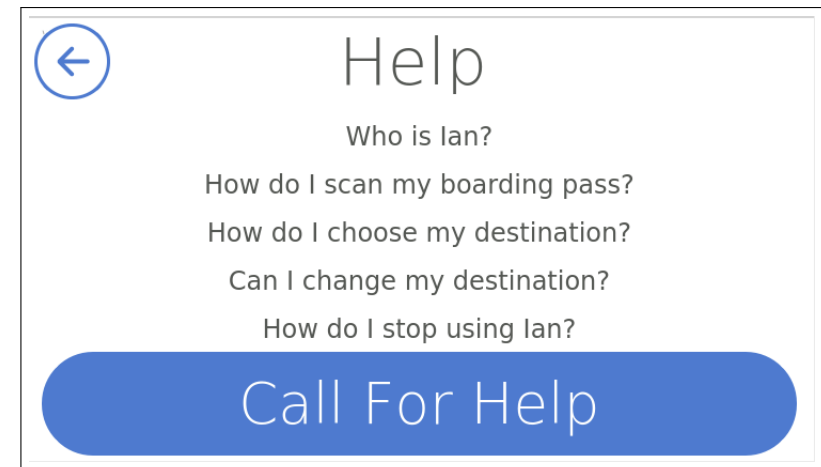 Help
Who is Ian?
How do I scan my boarding pass?
How do I choose my destination?
Can I change my destination?
How do I stop using Ian?
Call For Help